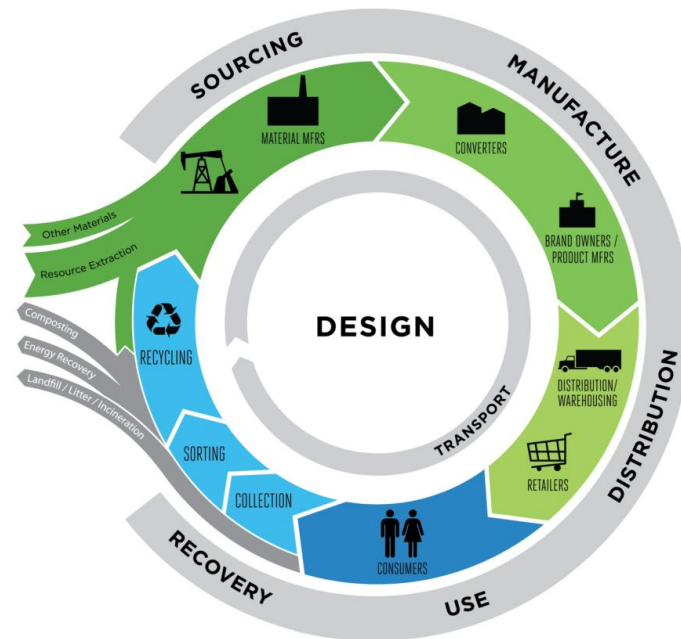 SOURCING
MANUFACTURE
MATERIAL MFRS
CONVERTERS
Other Materials
Resource Extraction
BRAND OWNERS /
PRODUCT MFRS
Composting
Energy Recovery
Landfill / Litter / Incineration
RECYCLING
DESIGN
DISTRIBUTION/
WAREHOUSING
TRANSPORT
DISTRIBUTION
SORTING
RETAILERS
COLLECTION
CONSUMERS
RECOVERY
USE